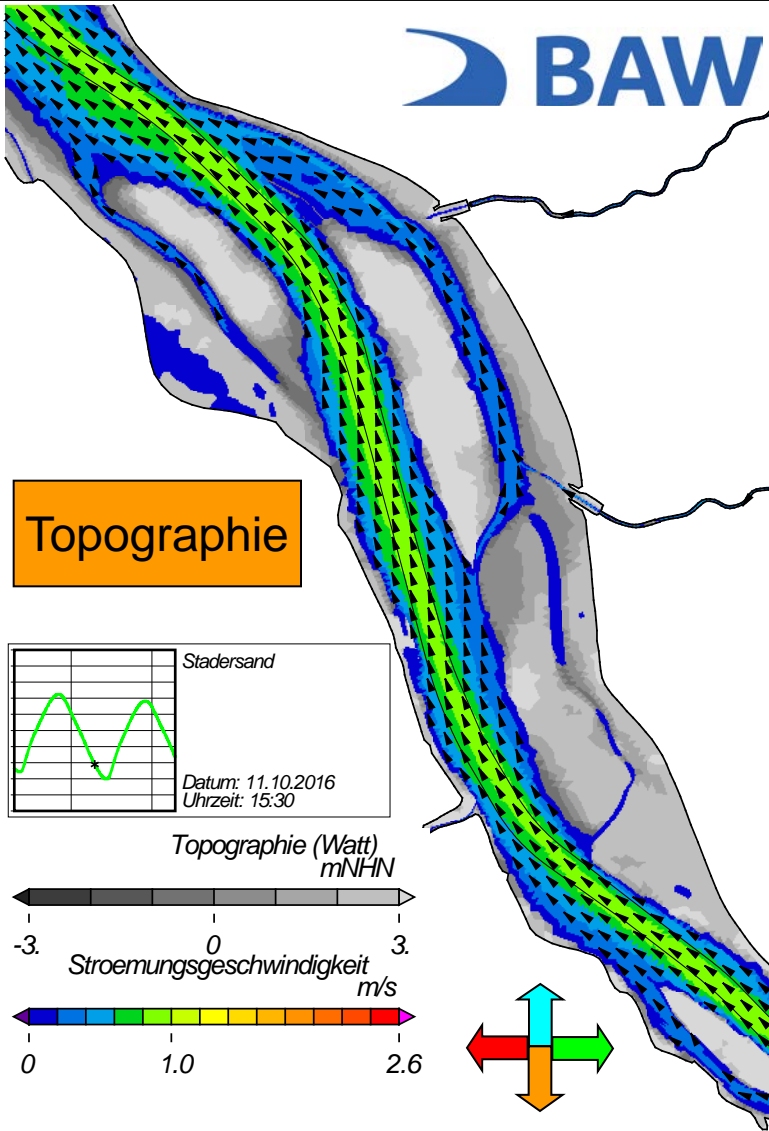 BAW
Topographie
Stadersand
Datum: 11.10.2016
Uhrzeit: 15:30
Topographie (Watt)
mNHN
-3. 0 3.
Stroemungsgeschwindigkeit
m/s
0 1.0 2.6